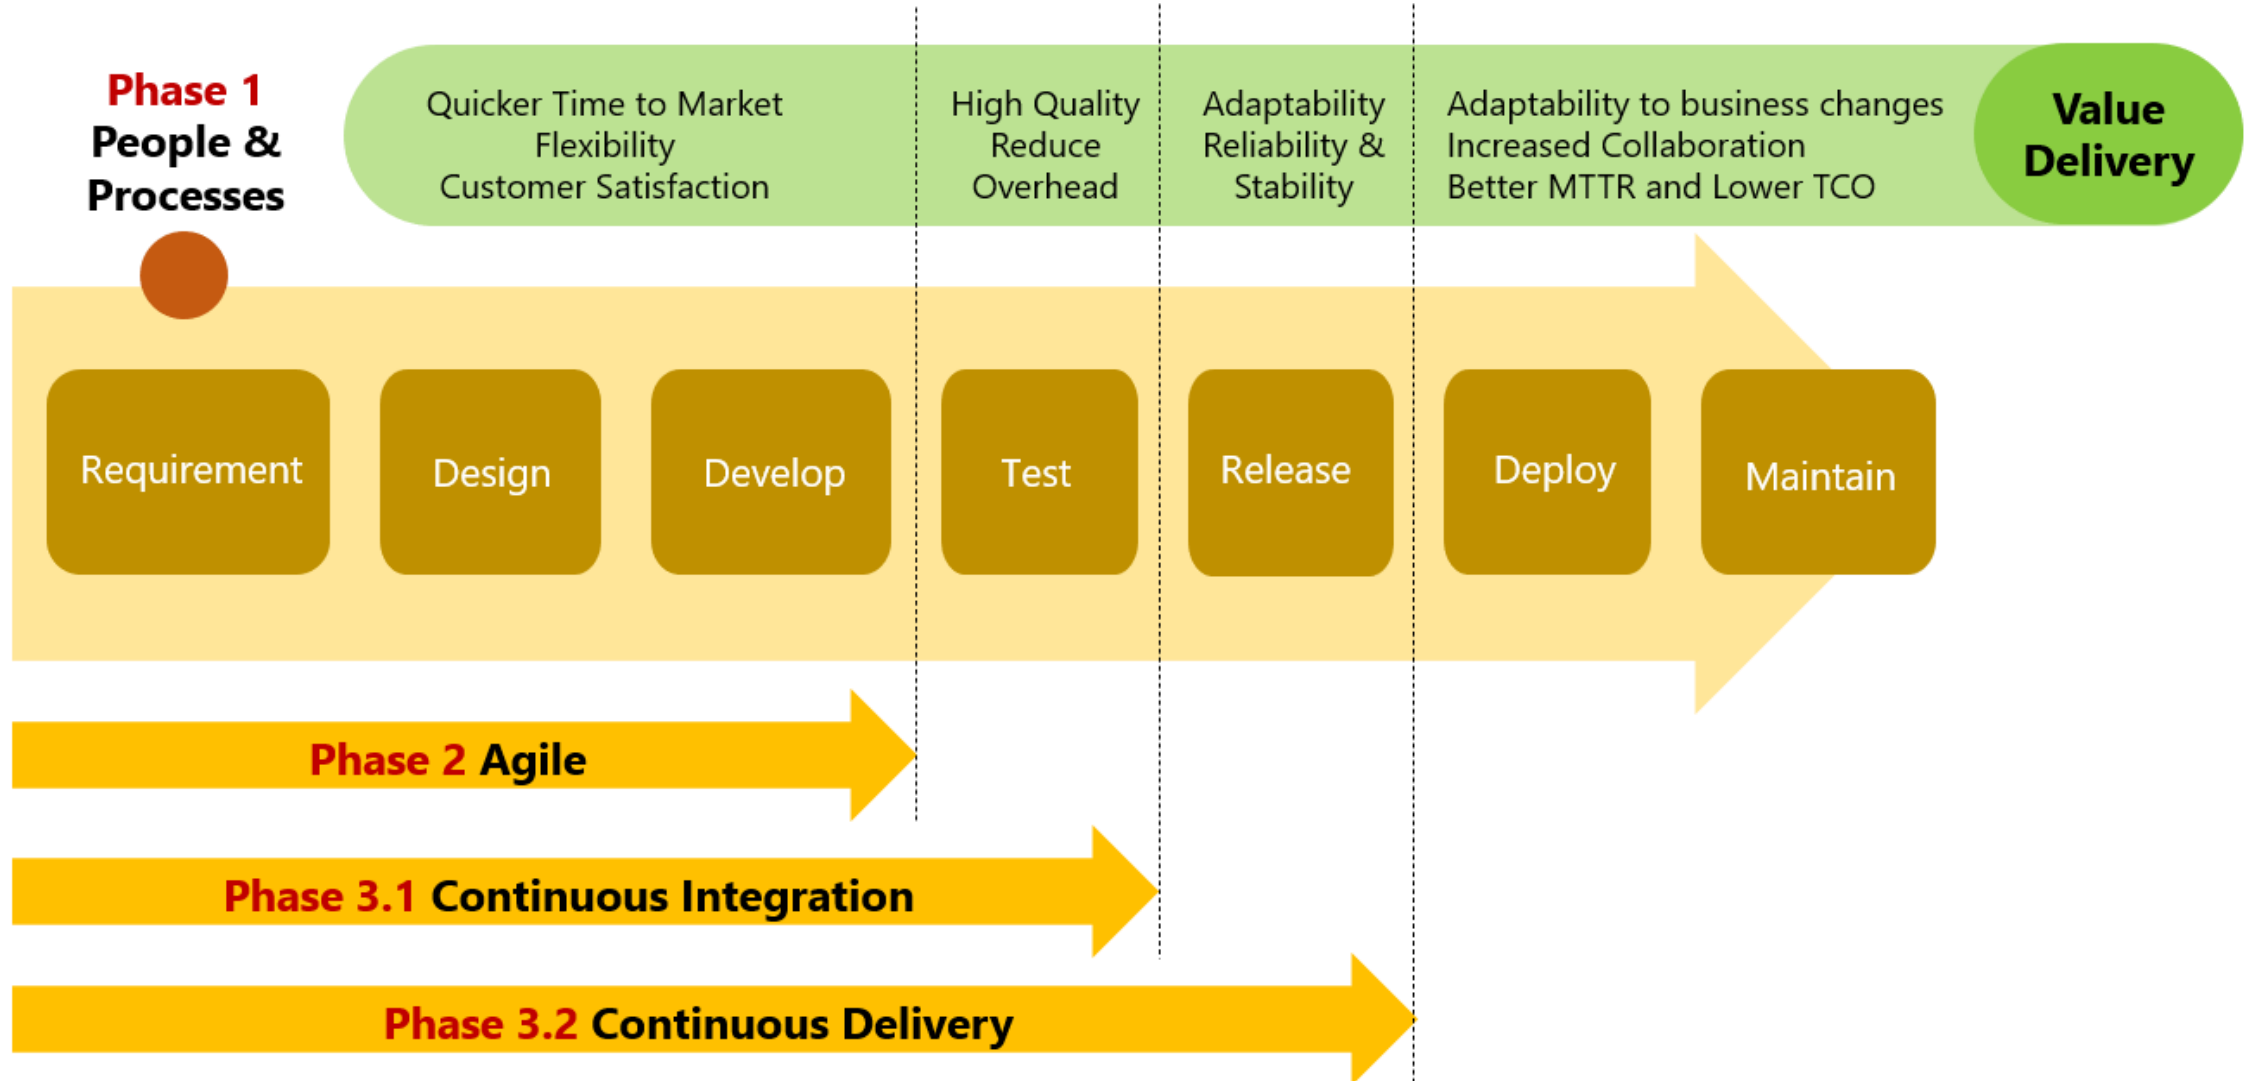 Phase 1
People &
Processes
Quicker Time to Market
Flexibility
Customer Satisfaction
High Quality
Reduce
Overhead
Adaptability
Reliability &
Stability
Adaptability to business changes
Increased Collaboration
Better MTTR and Lower TCO
Value
Delivery
Requirement
Design
Develop
Test
Release
Deploy
Maintain
Phase 2 Agile
Phase 3.1 Continuous Integration
Phase 3.2 Continuous Delivery